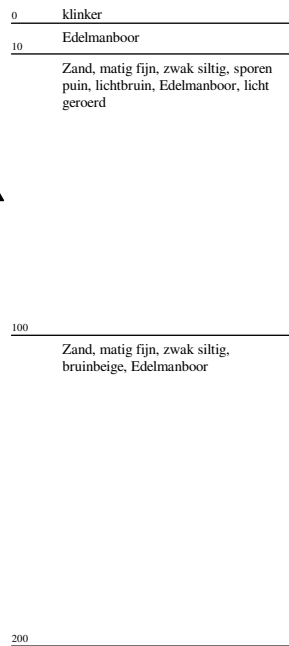 0 klinker
Edelmanboor
10
Zand, matig fijn, zwak siltig, sporen
puin, lichtbruin, Edelmanboor, licht
geroerd
100
Zand, matig fijn, zwak siltig,
bruinbeige, Edelmanboor
200